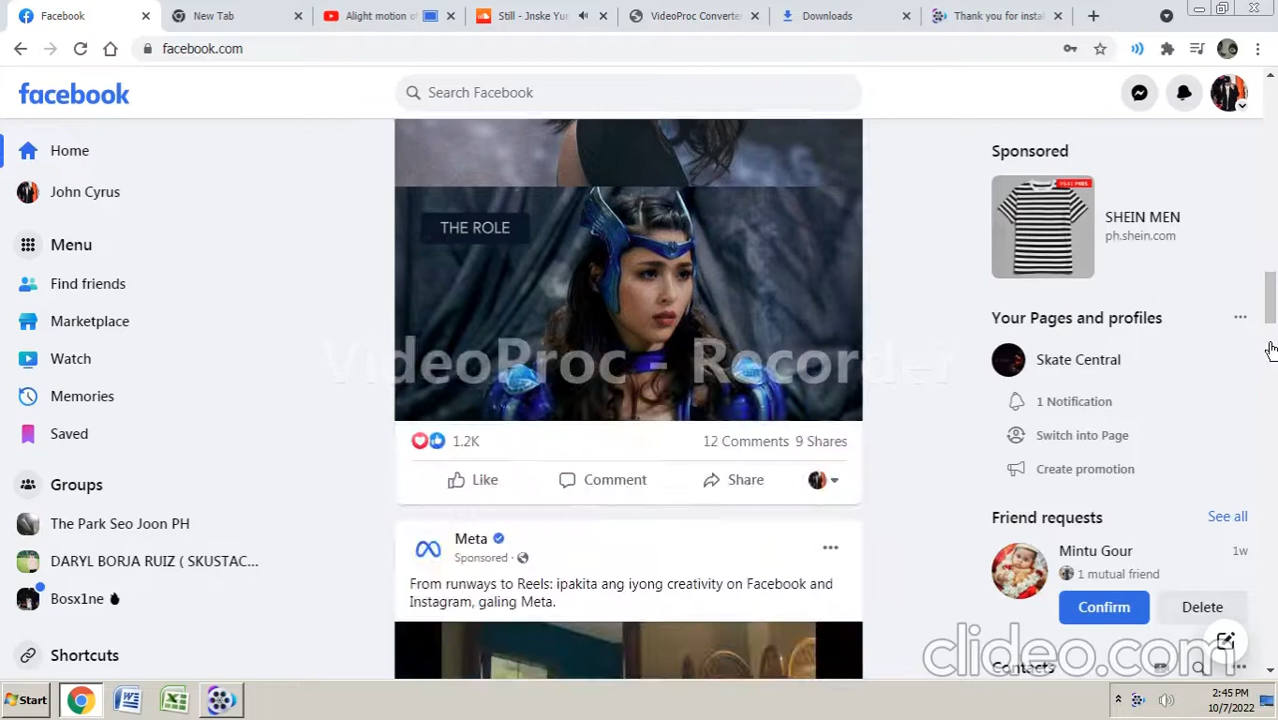 Facebook
New Tab
Alight motion of
Still - Jnske Yu
VideoProc Converte
Downloads
Thank you for insta
facebook.com
facebook
Search Facebook
Home
John Cyrus
Menu
Find friends
Marketplace
Watch
Memories
Saved
Groups
The Park Seo Joon PH
DARYL BORJA RUIZ ( SKUSTAC...
Bosx1ne
Shortcuts
THE ROLE
VideoProc - Recorder
1.2K
12 Comments 9 Shares
Like
Comment
Share
Meta
Sponsored ·
From runways to Reels: ipakita ang iyong creativity on Facebook and
Instagram, galing Meta.
Sponsored
SHEIN MEN
ph.shein.com
Your Pages and profiles
Skate Central
1 Notification
Switch into Page
Create promotion
Friend requests
See all
Mintu Gour
1w
1 mutual friend
Confirm
Delete
Contacts
clideo.com
Start
2:45 PM
10/7/2022